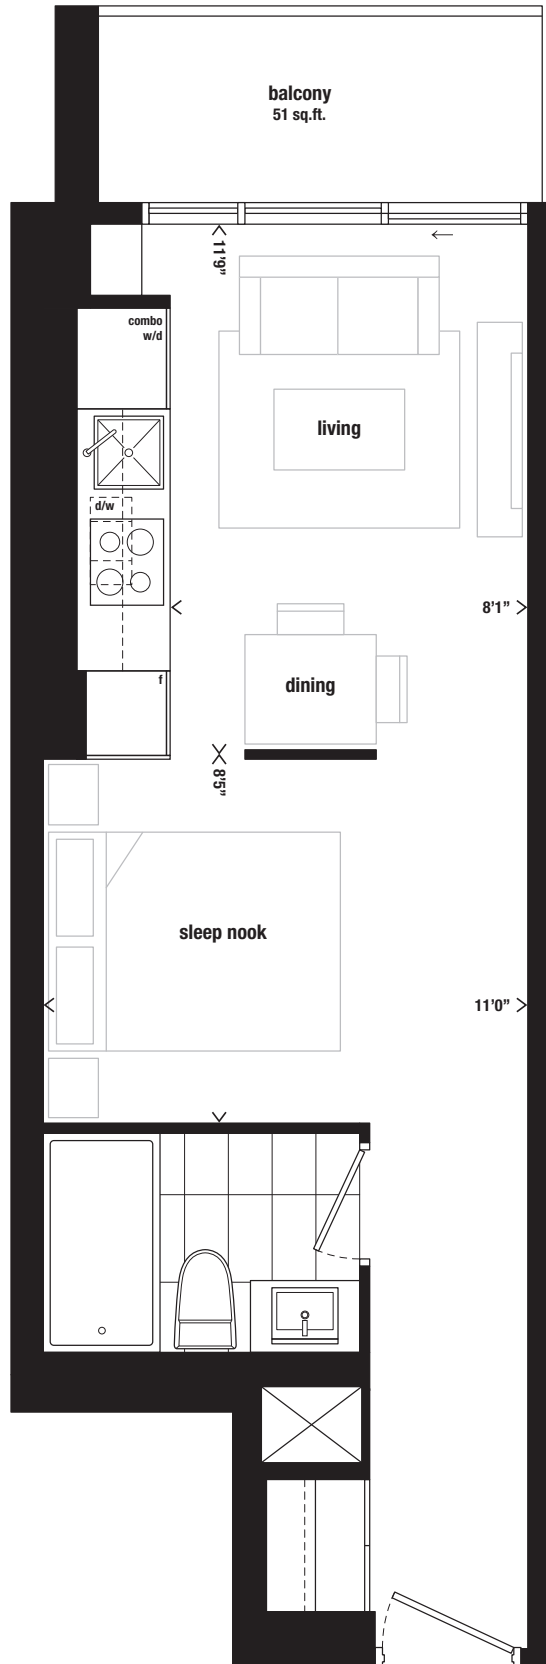 balcony
51 sq.ft.
11’9”
combo
w/d
living
d/w
8’1”
f
dining
8’5”
sleep nook
11’0”